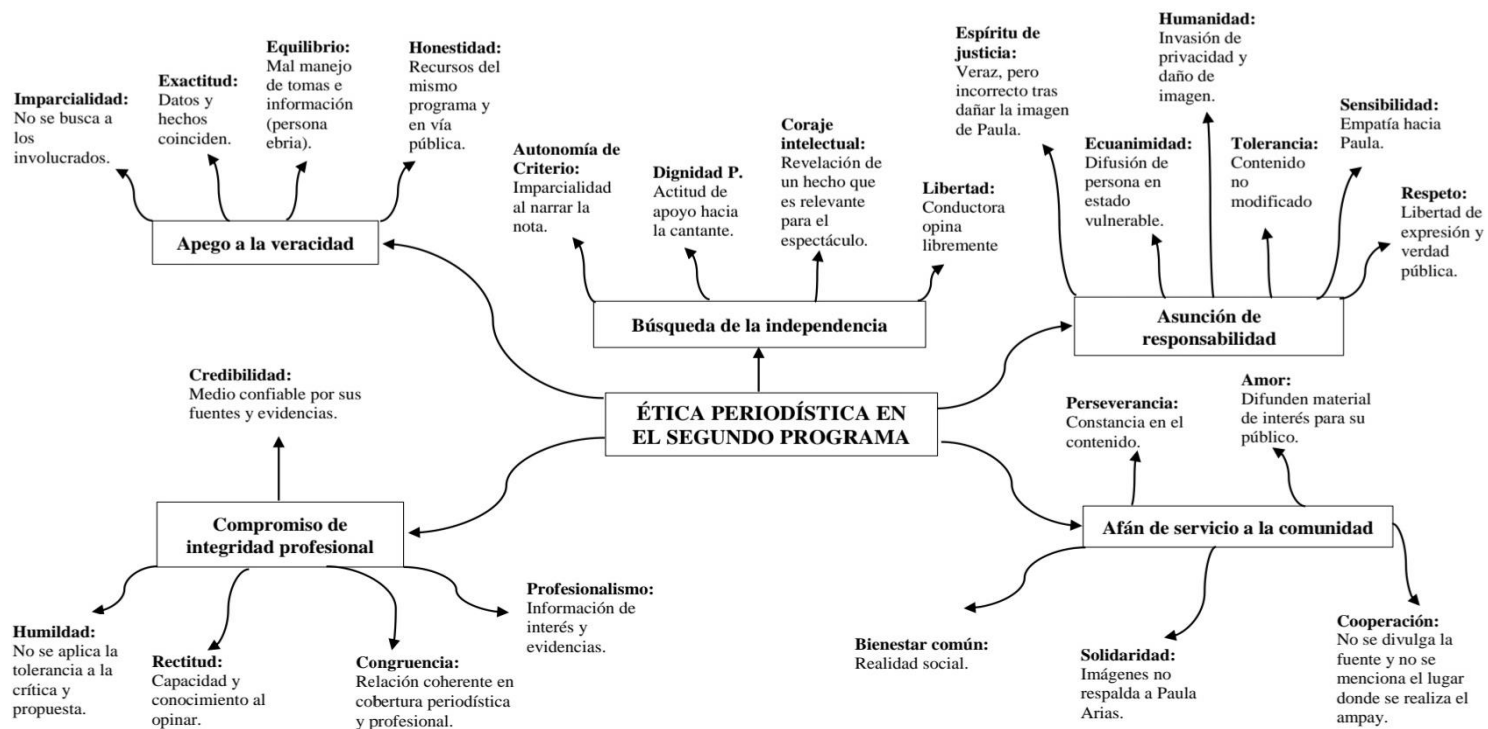 Imparcialidad:
No se busca a
los
involucrados.
Exactitud:
Datos y
hechos
coinciden.
Equilibrio:
Mal manejo
de tomas e
información
(persona
ebria).
Honestidad:
Recursos del
mismo
programa y
en vía
pública.
Apego a la veracidad
Autonomía de
Criterio:
Imparcialidad
al narrar la
nota.
Dignidad P.
Actitud de
apoyo hacia
la cantante.
Coraje
intelectual:
Revelación de
un hecho que
es relevante
para el
espectáculo.
Libertad:
Conductora
opina
libremente
Búsqueda de la independencia
Espíritu de
justicia:
Veraz, pero
incorrecto tras
dañar la imagen
de Paula.
Ecuanimidad:
Difusión de
persona en
estado
vulnerable.
Humanidad:
Invasión de
privacidad y
daño de
imagen.
Tolerancia:
Contenido
no
modificado
Sensibilidad:
Empatía hacia
Paula.
Respeto:
Libertad de
expresión y
verdad
pública.
Asunción de
responsabilidad
ÉTICA PERIODÍSTICA EN
EL SEGUNDO PROGRAMA
Credibilidad:
Medio confiable por sus
fuentes y evidencias.
Compromiso de
integridad profesional
Humildad:
No se aplica la
tolerancia a la
crítica y
propuesta.
Rectitud:
Capacidad y
conocimiento al
opinar.
Congruencia:
Relación coherente en
cobertura periodística
y profesional.
Profesionalismo:
Información de
interés y
evidencias.
Perseverancia:
Constancia en el
contenido.
Amor:
Difunden material
de interés para su
público.
Afán de servicio a la comunidad
Bienestar común:
Realidad social.
Solidaridad:
Imágenes no
respalda a Paula
Arias.
Cooperación:
No se divulga la
fuente y no se
menciona el lugar
donde se realiza el
ampay.